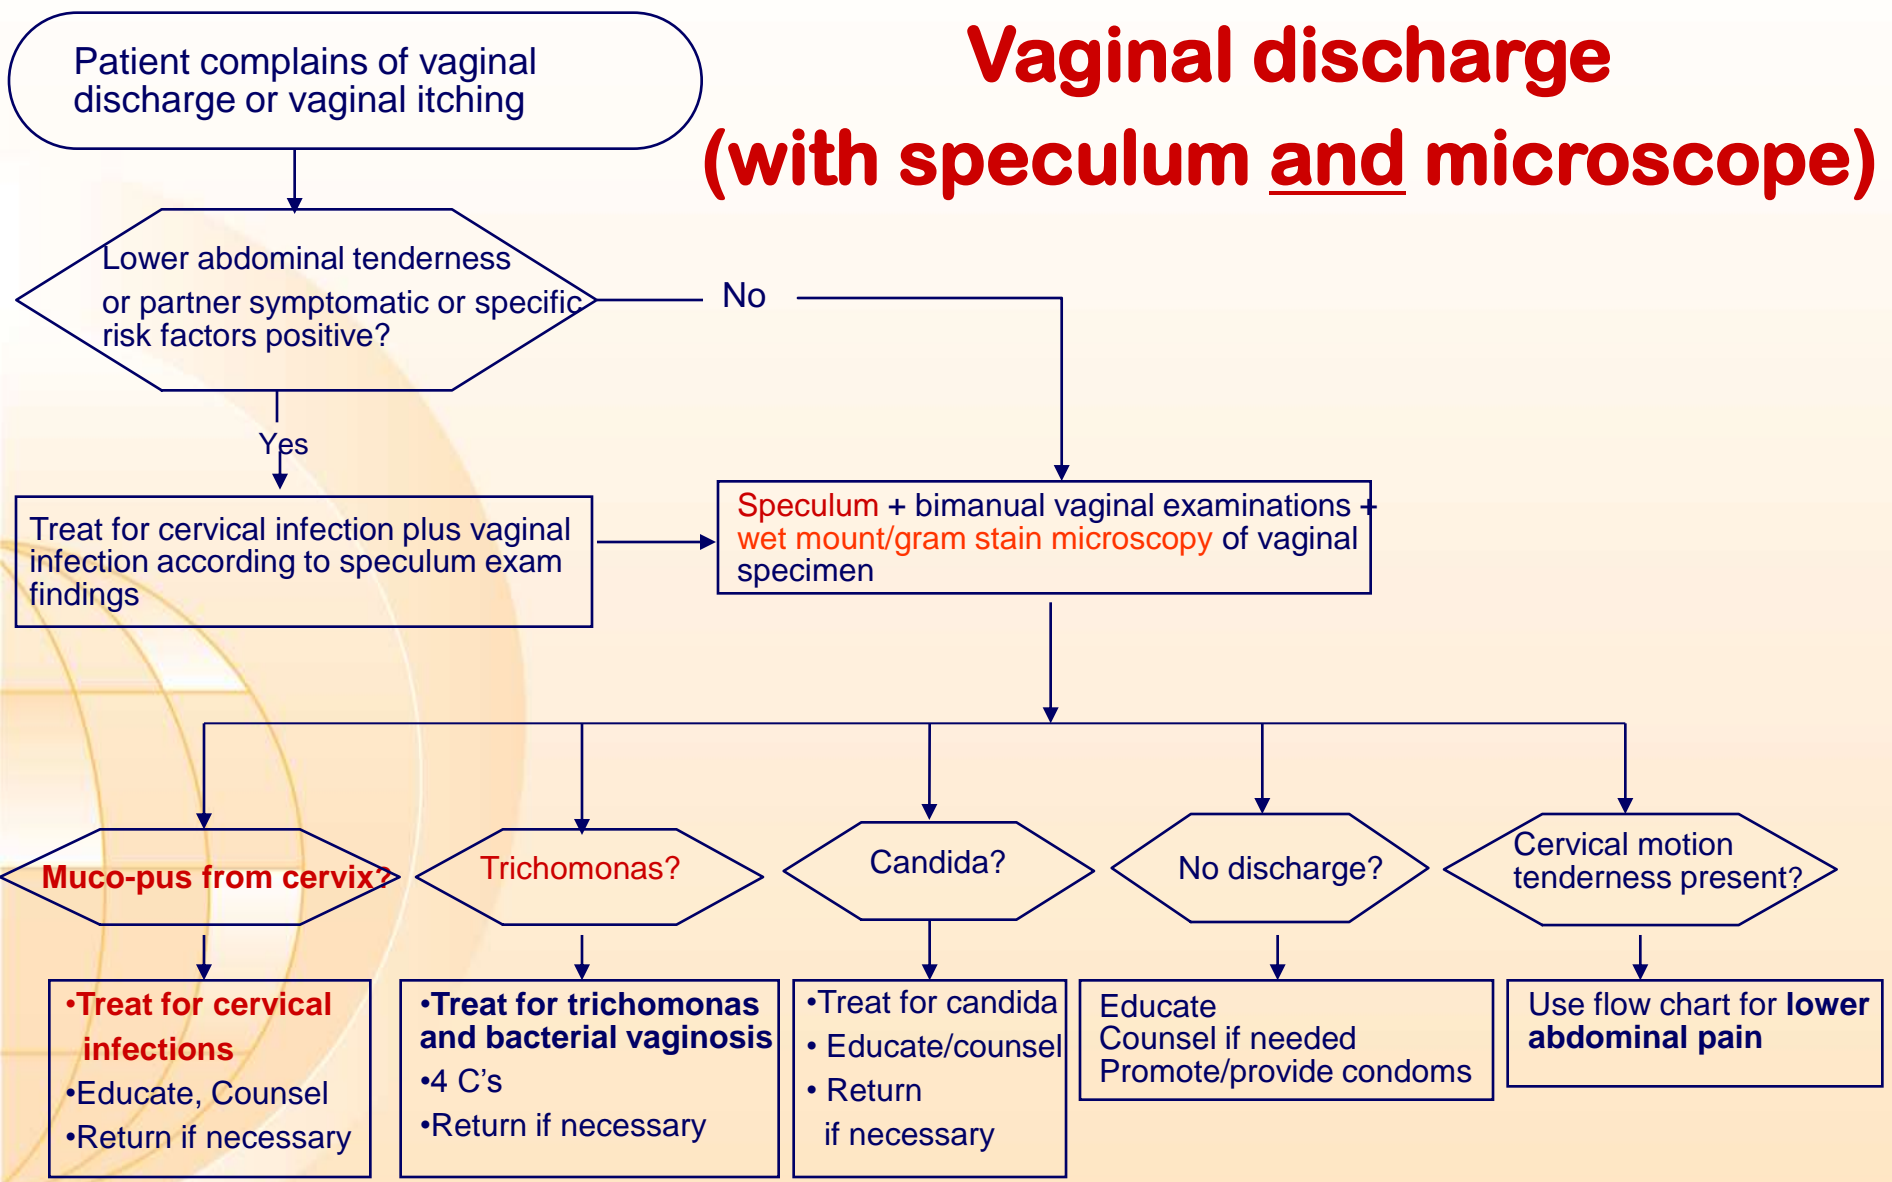 Vaginal discharge
(with speculum and microscope)
Patient complains of vaginal
discharge or vaginal itching
Lower abdominal tenderness
or partner symptomatic or specific
risk factors positive?
No
Yes
Treat for cervical infection plus vaginal
infection according to speculum exam
findings
Speculum + bimanual vaginal examinations +
wet mount/gram stain microscopy of vaginal
specimen
Muco-pus from cervix?
Trichomonas?
Candida?
No discharge?
Cervical motion
tenderness present?
•Treat for cervical
infections
•Educate, Counsel
•Return if necessary
•Treat for trichomonas
and bacterial vaginosis
•4 C's
•Return if necessary
•Treat for candida
• Educate/counsel
• Return
if necessary
Educate
Counsel if needed
Promote/provide condoms
Use flow chart for lower
abdominal pain